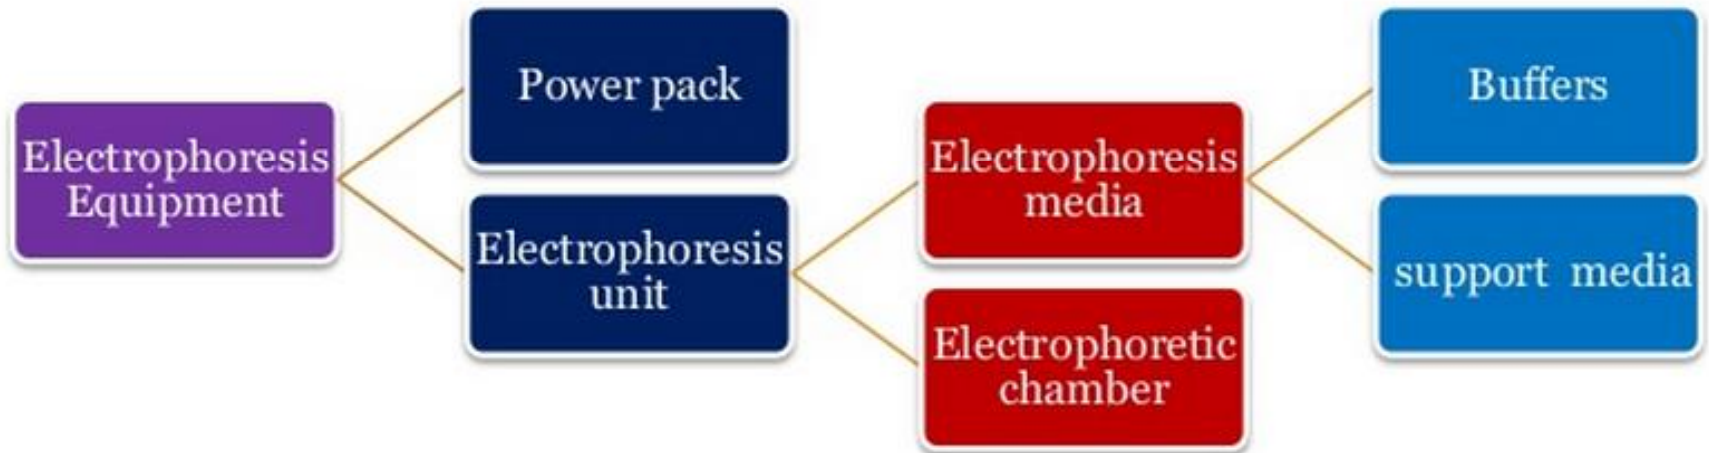 Electrophoresis
Equipment
Power pack
Electrophoresis
unit
Electrophoresis
media
Electrophoretic
chamber
Buffers
support media